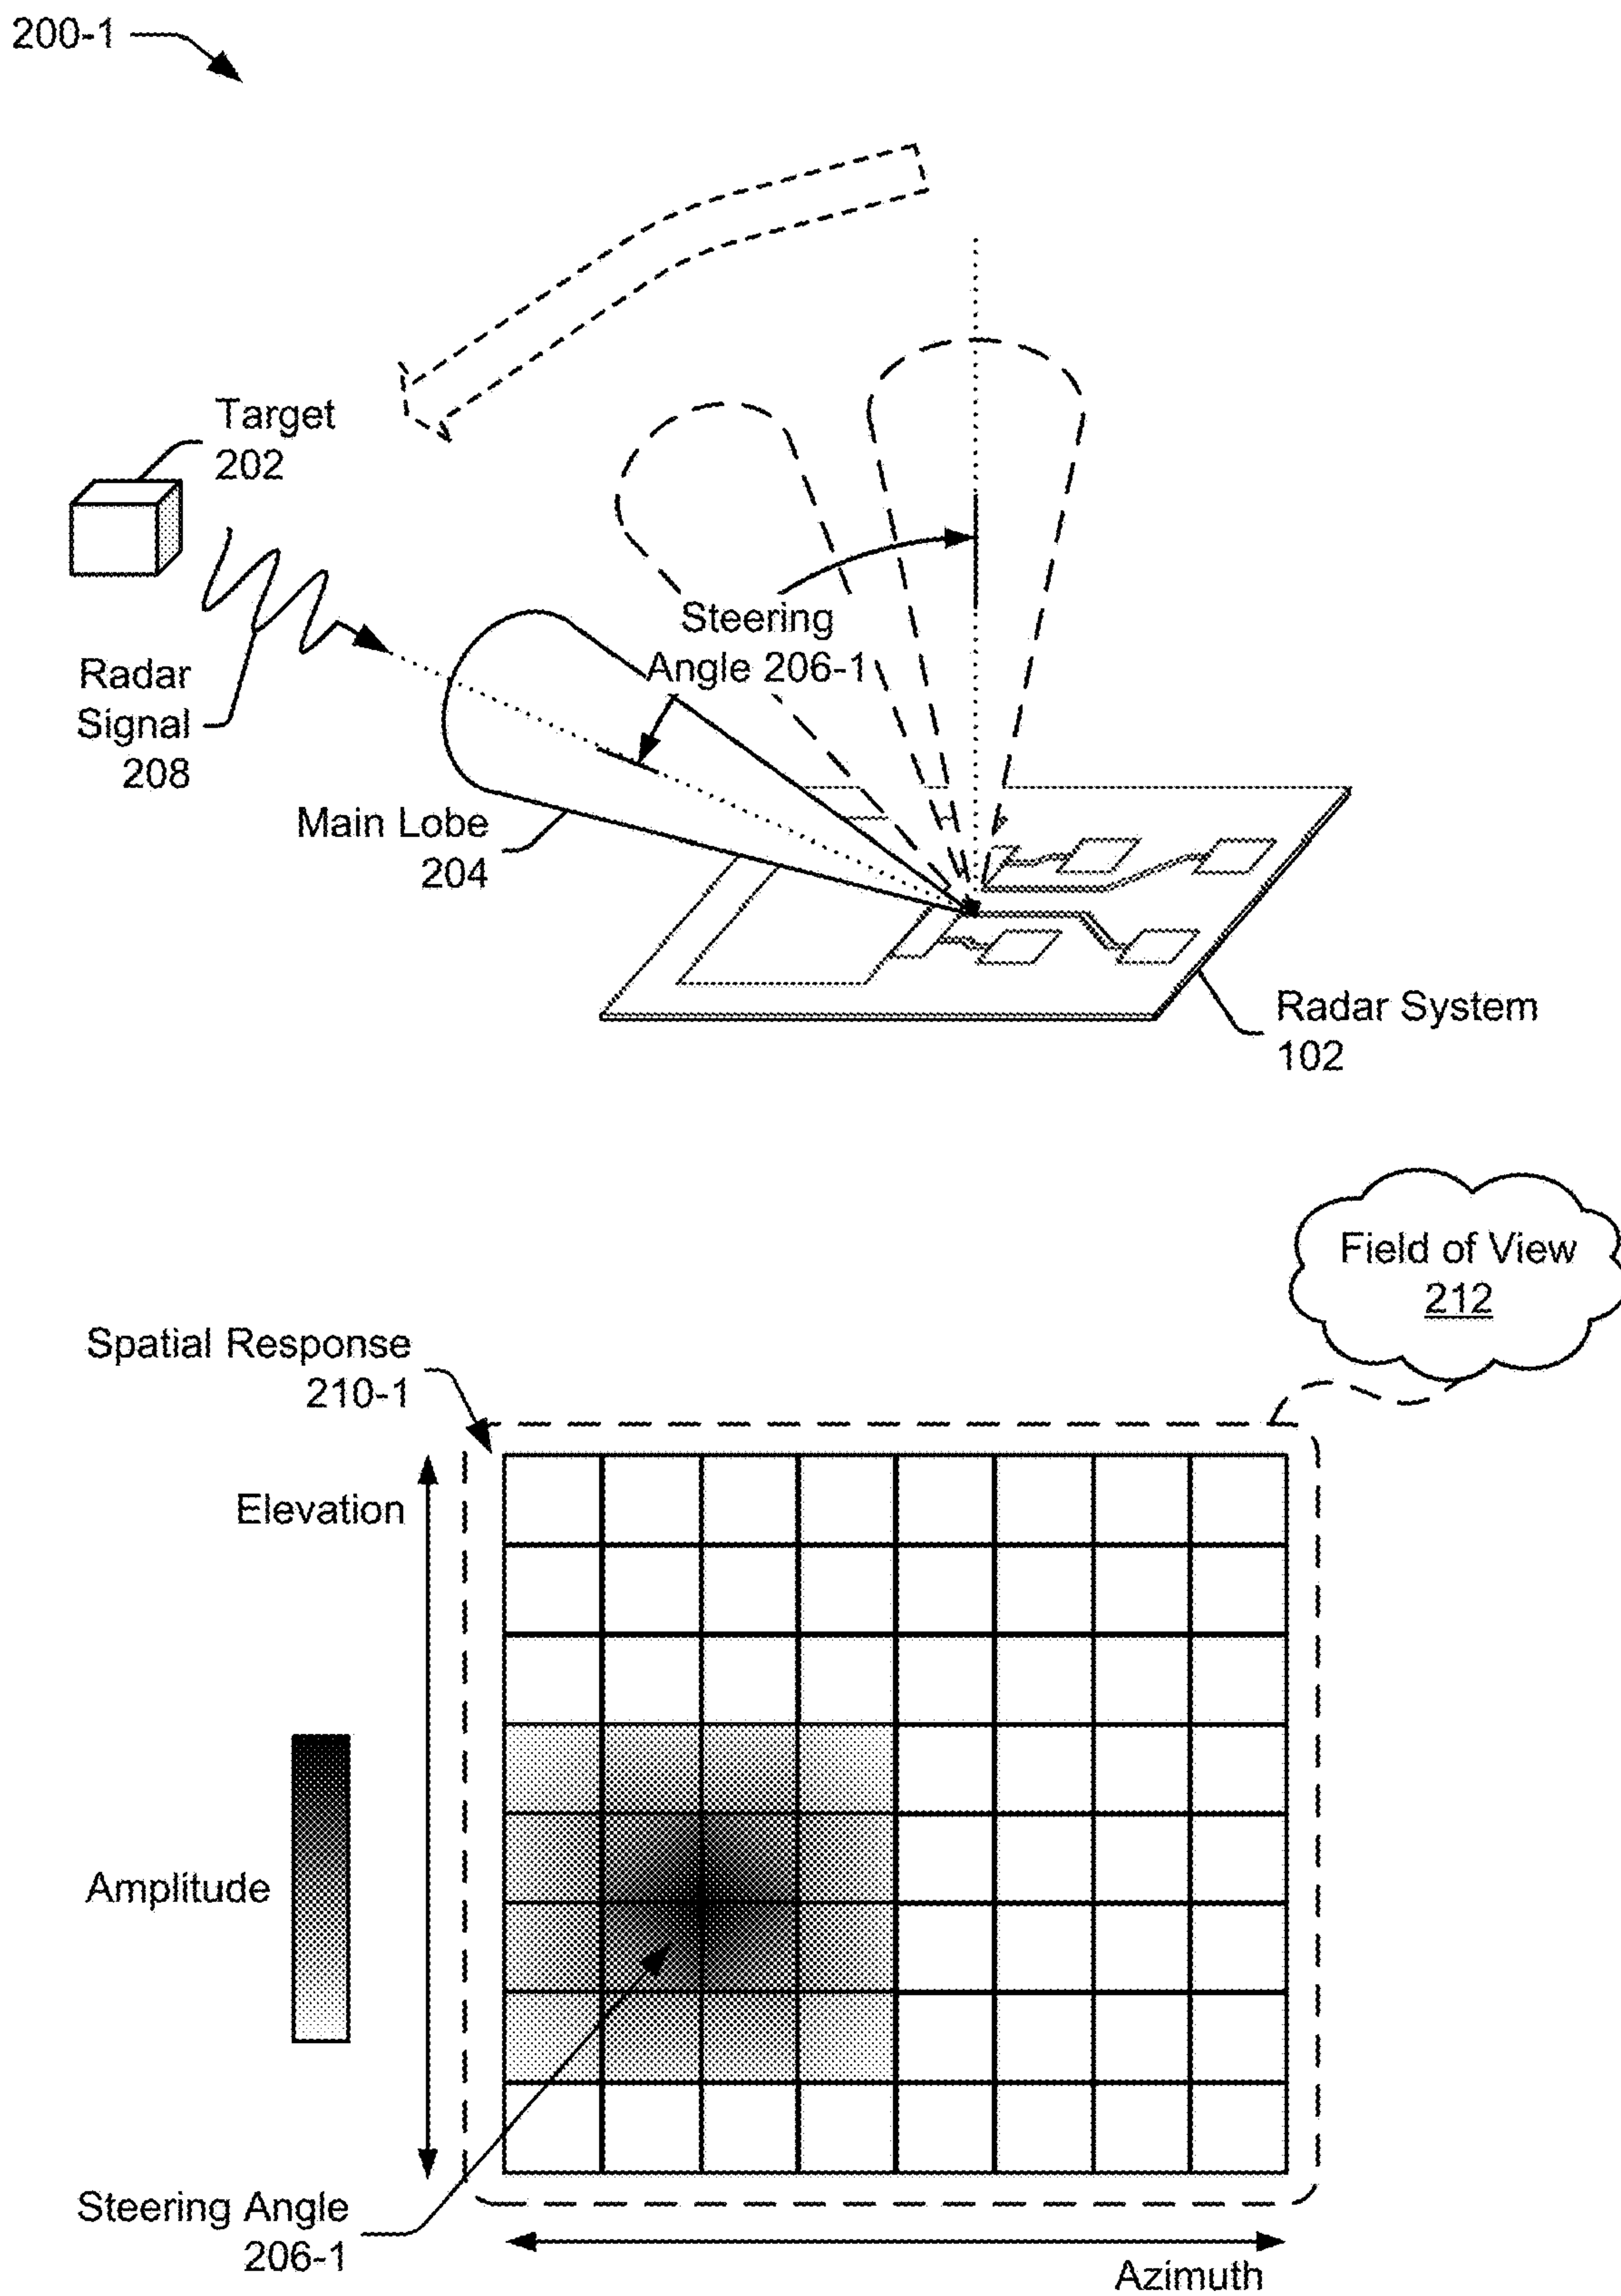 200-1
Target
202
Steering
Angle 206-1
Radar
Signal
208
Main Lobe
204
Radar System
102
Field of View
212
Spatial Response
210-1
Elevation
Amplitude
Steering Angle
206-1
Azimuth